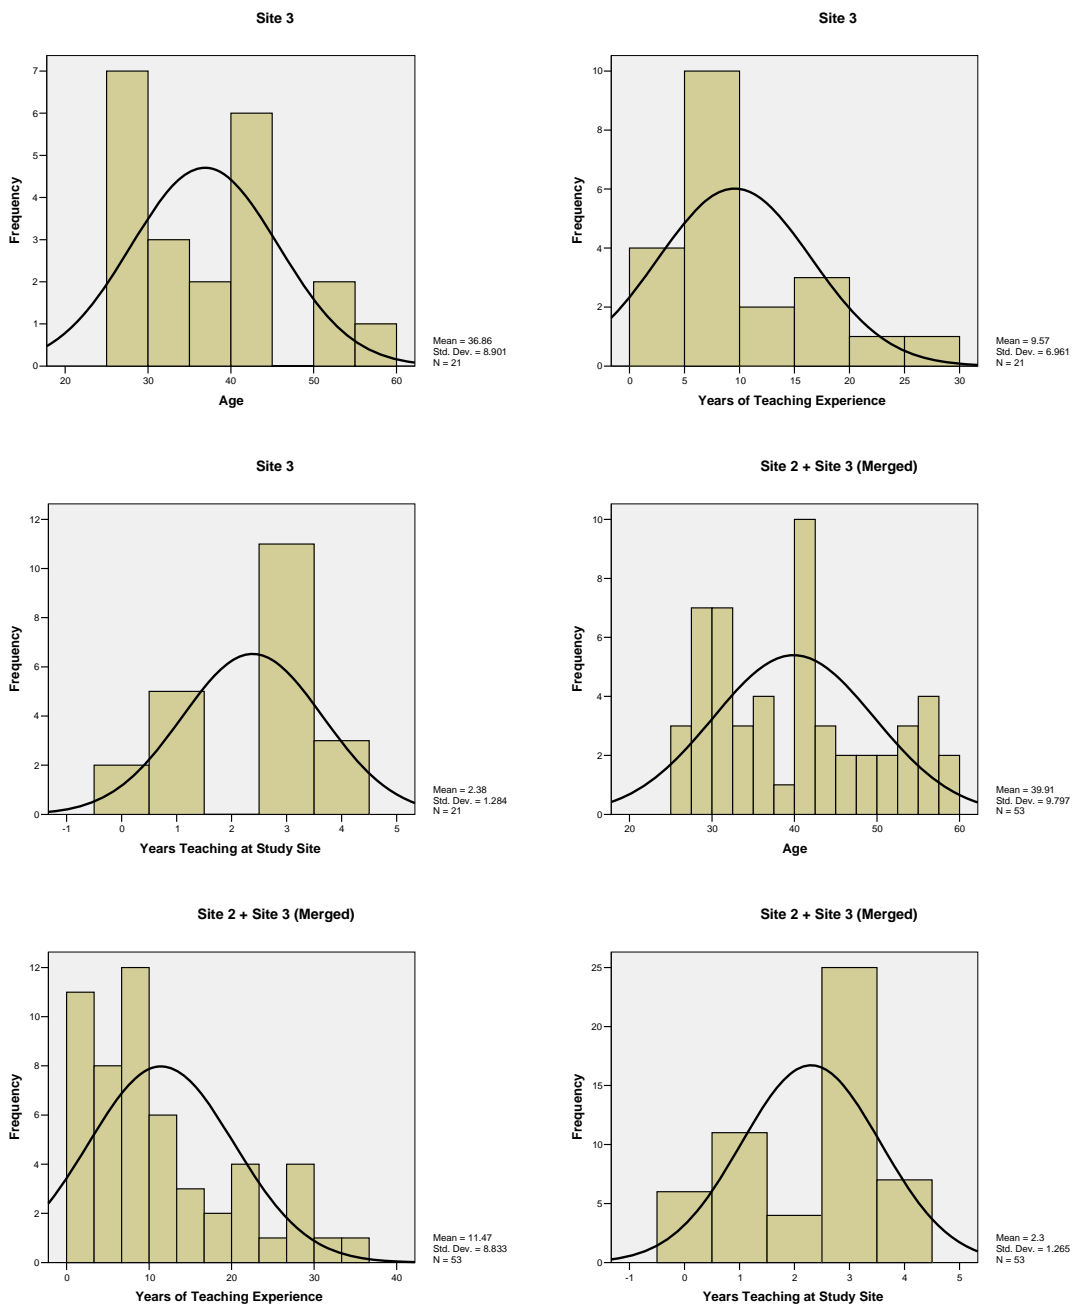 Site 3
7
6
5
4
3
2
1
0
Frequency
20 30 40 50 60
Age
Mean = 36.86
Std. Dev. = 8.901
N = 21
Site 3
10
8
6
4
2
0
Frequency
0 5 10 15 20 25 30
Years of Teaching Experience
Mean = 9.57
Std. Dev. = 6.961
N = 21
Site 3
12
10
8
6
4
2
0
Frequency
-1 0 1 2 3 4 5
Years Teaching at Study Site
Mean = 2.38
Std. Dev. = 1.284
N = 21
Site 2 + Site 3 (Merged)
10
8
6
4
2
0
Frequency
20 30 40 50 60
Age
Mean = 39.91
Std. Dev. = 9.797
N = 53
Site 2 + Site 3 (Merged)
12
10
8
6
4
2
0
Frequency
0 10 20 30 40
Years of Teaching Experience
Mean = 11.47
Std. Dev. = 8.833
N = 53
Site 2 + Site 3 (Merged)
25
20
15
10
5
0
Frequency
-1 0 1 2 3 4 5
Years Teaching at Study Site
Mean = 2.3
Std. Dev. = 1.265
N = 53